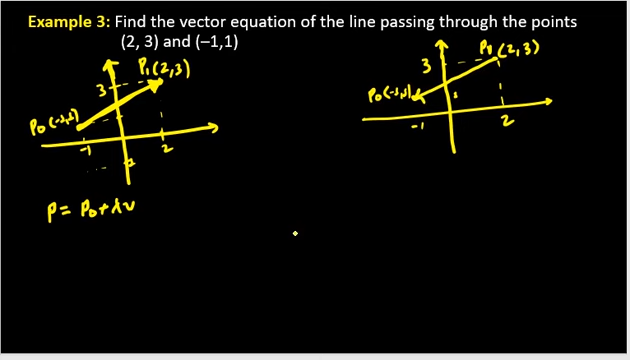 Example 3: Find the vector equation of the line passing through the points
(2, 3) and (–1,1)
P₁(2,3)
3
P₀(-1,1)
-1
2
P = P₀ + λv
P₁(2,3)
3
P₀(-1,1)
1
-1
2